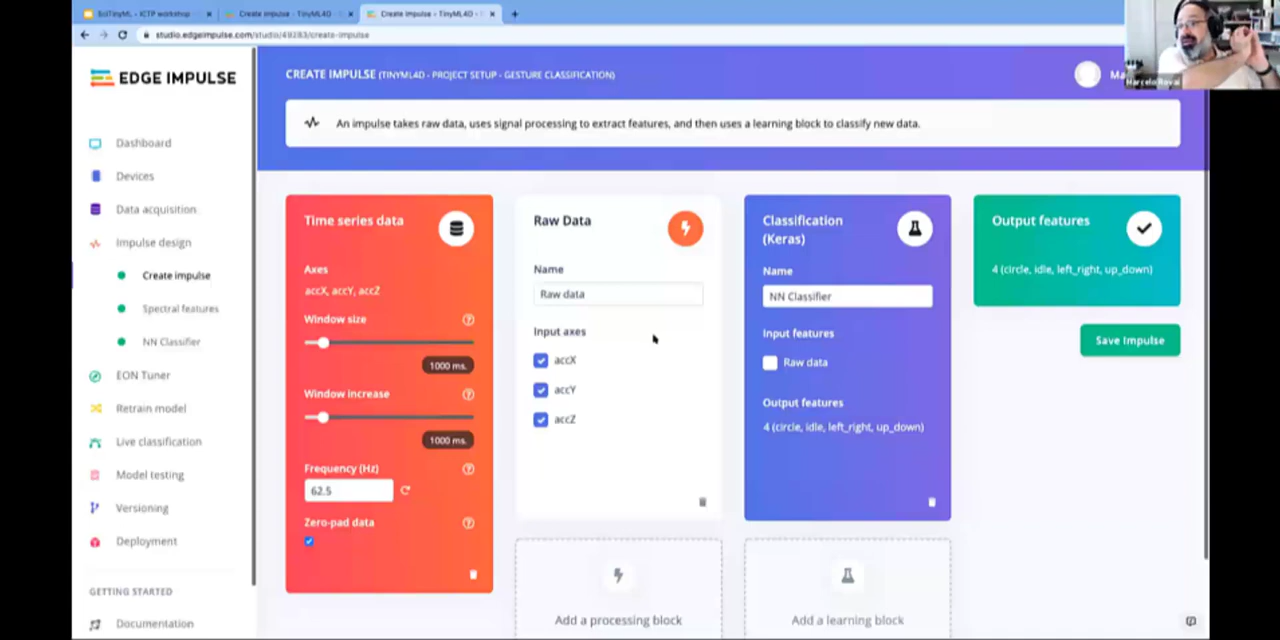 SciTinyML - ICTP workshop
Create impulse - TinyML4D -
Create impulse - TinyML4D -
studio.edgeimpulse.com/studio/49283/create-impulse
EDGE IMPULSE
CREATE IMPULSE (TINYML4D - PROJECT SETUP - GESTURE CLASSIFICATION)
Marcelo Rovai
An impulse takes raw data, uses signal processing to extract features, and then uses a learning block to classify new data.
Dashboard
Devices
Data acquisition
Impulse design
Create impulse
Spectral features
NN Classifier
EON Tuner
Retrain model
Live classification
Model testing
Versioning
Deployment
GETTING STARTED
Documentation
Time series data
Axes
accX, accY, accZ
Window size
1000 ms.
Window increase
1000 ms.
Frequency (Hz)
62.5
Zero-pad data
Raw Data
Name
Raw data
Input axes
accX
accY
accZ
Classification
(Keras)
Name
NN Classifier
Input features
Raw data
Output features
4 (circle, idle, left_right, up_down)
Output features
4 (circle, idle, left_right, up_down)
Save Impulse
Add a processing block
Add a learning block